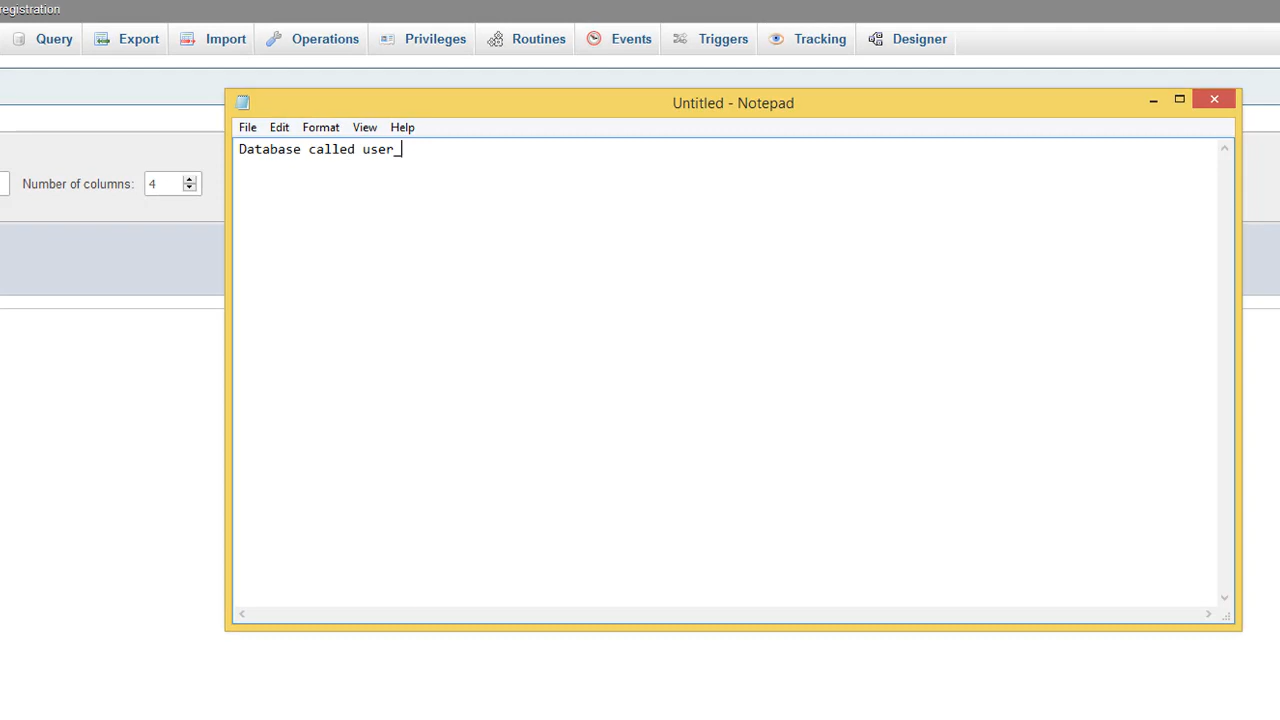 registration
Query Export Import Operations Privileges Routines Events Triggers Tracking Designer
Untitled - Notepad
File Edit Format View Help
Database called user_
Number of columns: 4